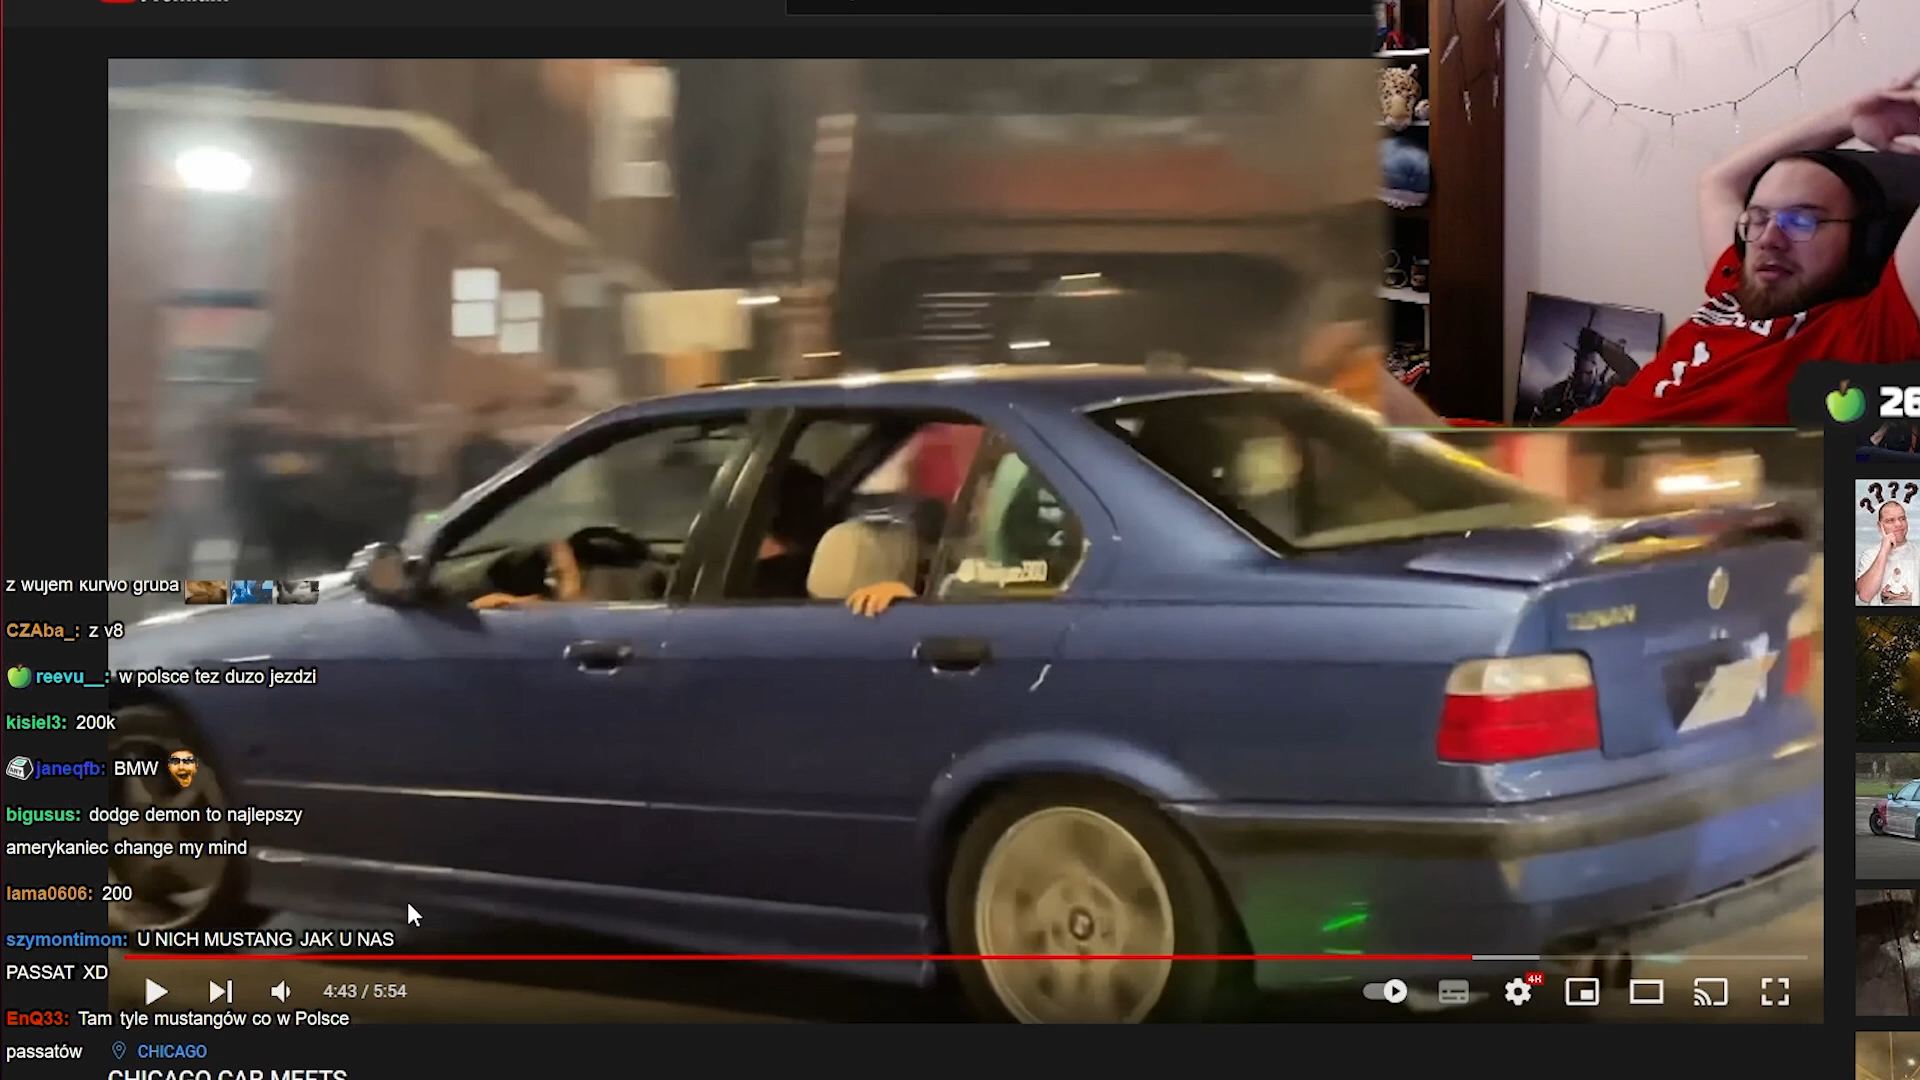 Premium
26
z wujem kurwo gruba
CZAba_: z v8
reevu__: w polsce tez duzo jezdzi
kisiel3: 200k
janeqfb: BMW
bigusus: dodge demon to najlepszy
amerykaniec change my mind
lama0606: 200
szymontimon: U NICH MUSTANG JAK U NAS
PASSAT XD
4:43 / 5:54
4K
EnQ33: Tam tyle mustangów co w Polsce
passatów
CHICAGO
CHICAGO CAR MEETS
????